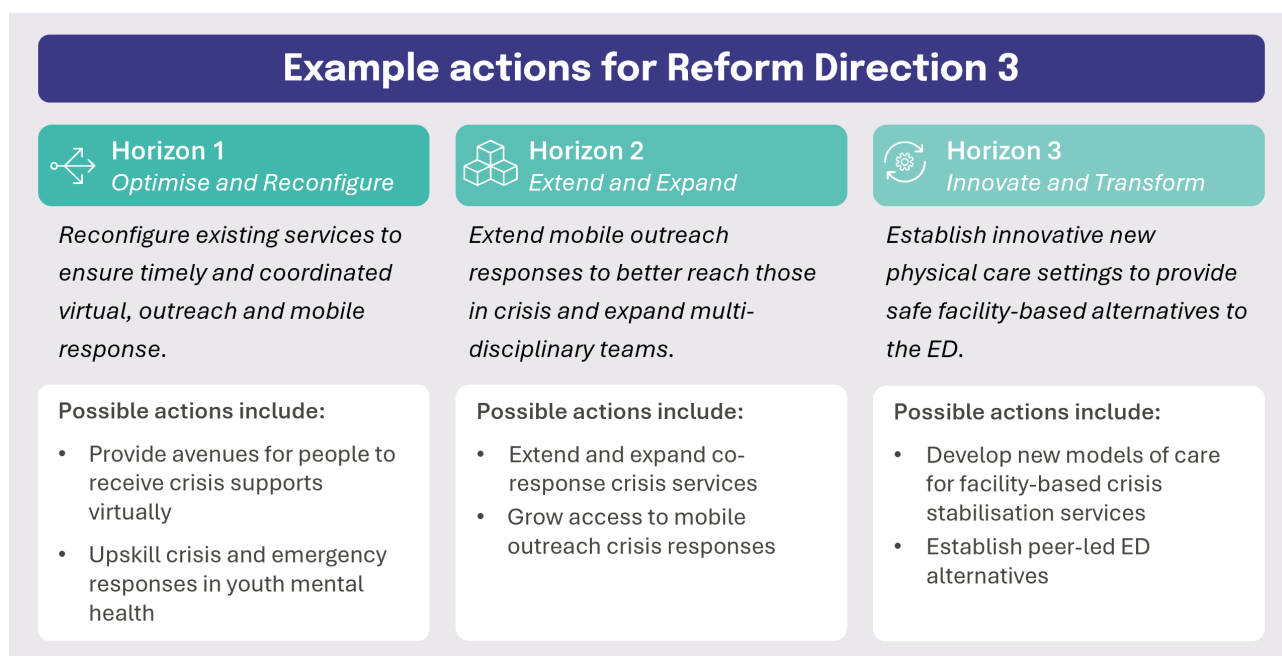 Example actions for Reform Direction 3
Horizon 1
Optimise and Reconfigure
Reconfigure existing services to
ensure timely and coordinated
virtual, outreach and mobile
response.
Possible actions include:
• Provide avenues for people to
receive crisis supports
virtually
• Upskill crisis and emergency
responses in youth mental
health
Horizon 2
Extend and Expand
Extend mobile outreach
responses to better reach those
in crisis and expand multi-
disciplinary teams.
Possible actions include:
• Extend and expand co-
response crisis services
• Grow access to mobile
outreach crisis responses
Horizon 3
Innovate and Transform
Establish innovative new
physical care settings to provide
safe facility-based alternatives to
the ED.
Possible actions include:
• Develop new models of care
for facility-based crisis
stabilisation services
• Establish peer-led ED
alternatives